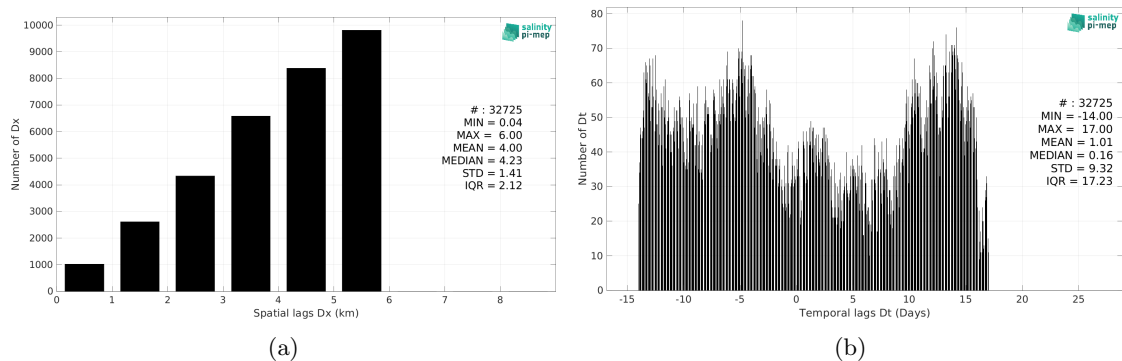 10000
9000
8000
7000
6000
5000
4000
3000
2000
1000
0
Number of Dx
0 1 2 3 4 5 6 7 8
Spatial lags Dx (km)
salinity
pi-mep
# : 32725
MIN = 0.04
MAX = 6.00
MEAN = 4.00
MEDIAN = 4.23
STD = 1.41
IQR = 2.12
(a)
80
70
60
50
40
30
20
10
0
Number of Dt
-15 -10 -5 0 5 10 15 20 25
Temporal lags Dt (Days)
salinity
pi-mep
# : 32725
MIN = -14.00
MAX = 17.00
MEAN = 1.01
MEDIAN = 0.16
STD = 9.32
IQR = 17.23
(b)